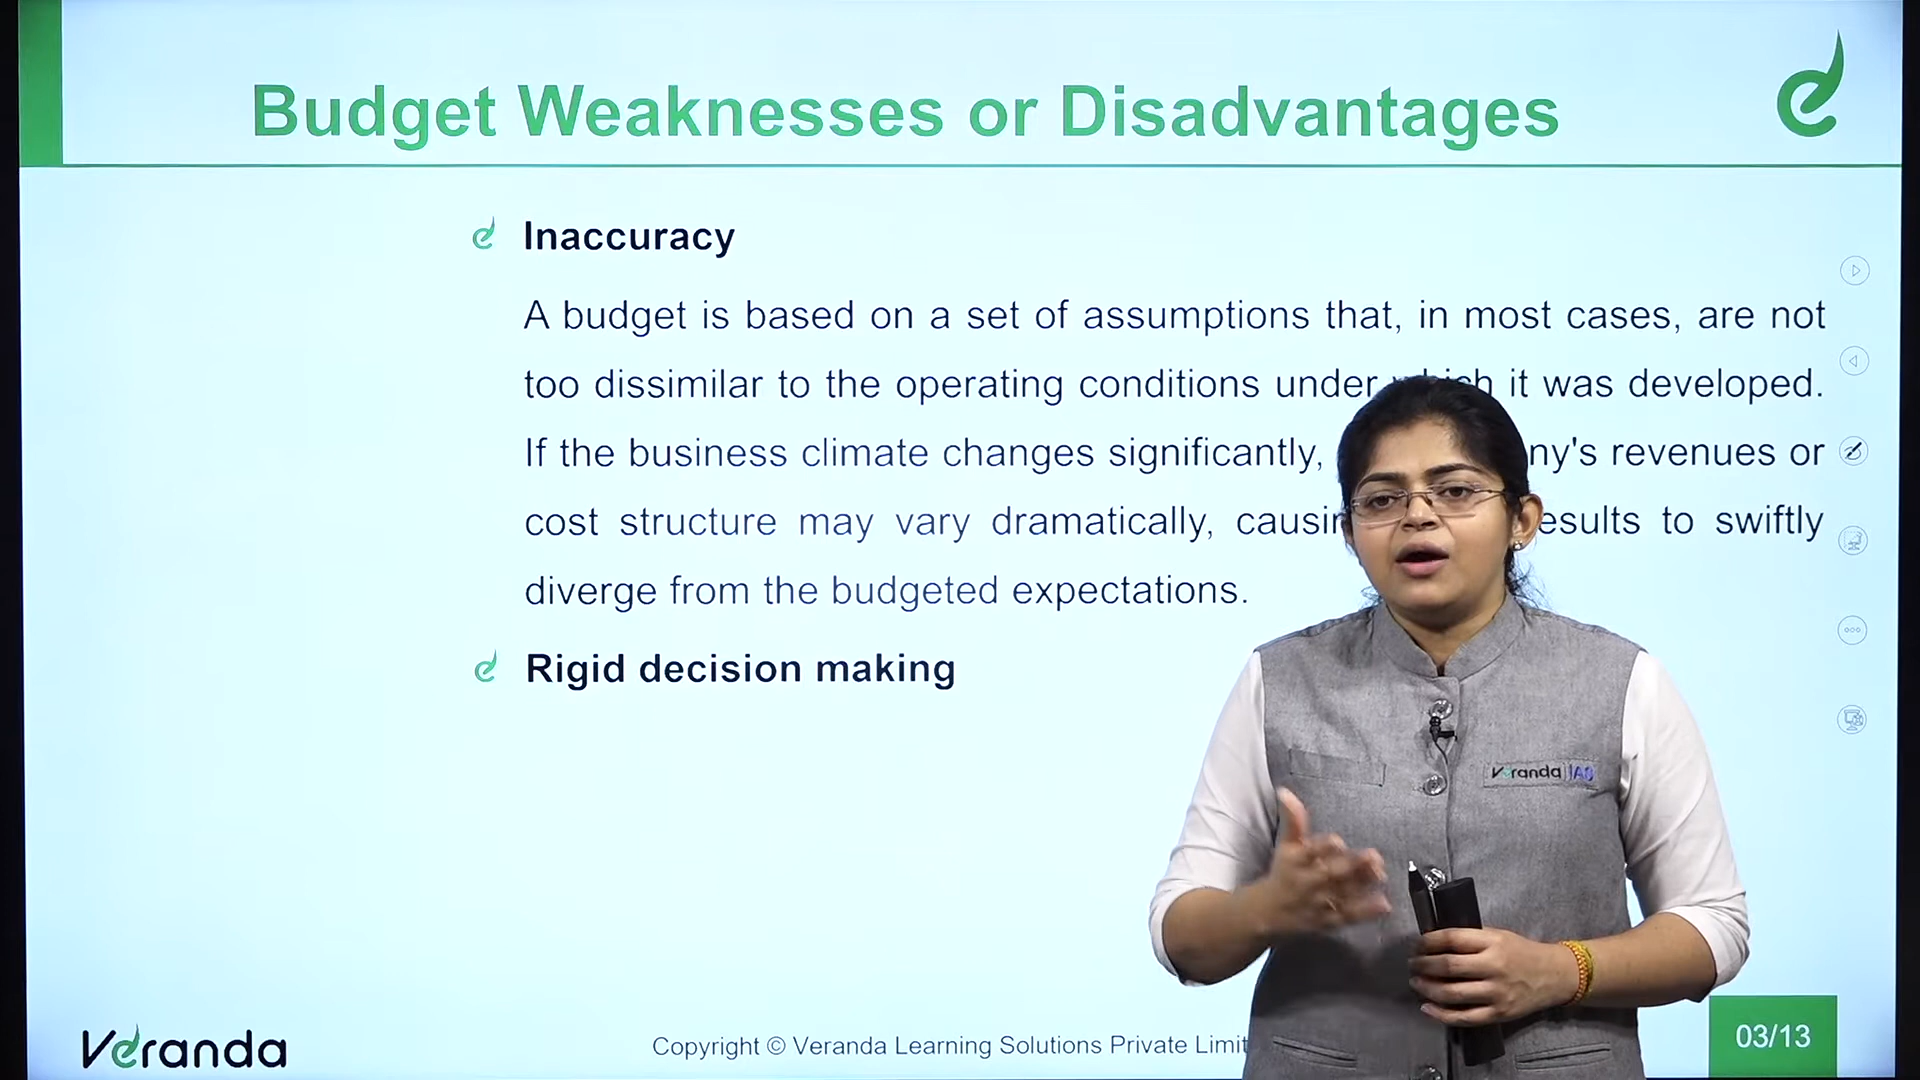 Budget Weaknesses or Disadvantages
Inaccuracy
A budget is based on a set of assumptions that, in most cases, are not
too dissimilar to the operating conditions under which it was developed.
If the business climate changes significantly, ny's revenues or
cost structure may vary dramatically, causin esults to swiftly
diverge from the budgeted expectations.
Rigid decision making
Veranda IAS
Veranda
Copyright © Veranda Learning Solutions Private Limit
03/13